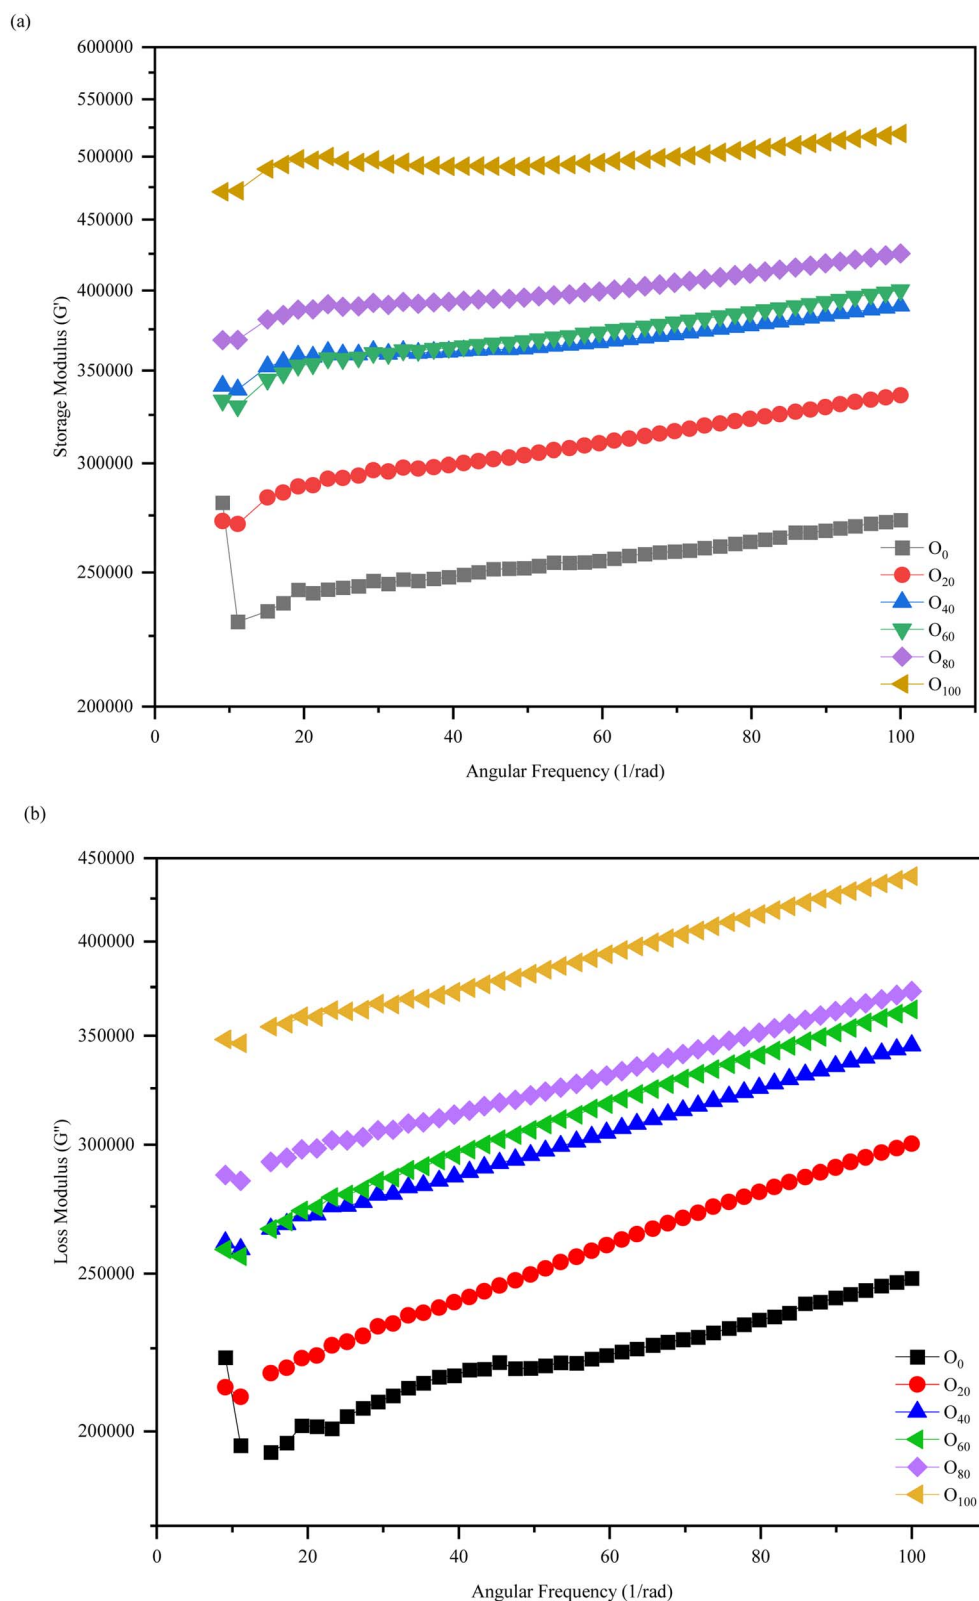 (a)
600000
550000
500000
450000
400000
350000
300000
250000
200000
Storage Modulus (G')
O0
O20
O40
O60
O80
O100
0 20 40 60 80 100
Angular Frequency (1/rad)
(b)
450000
400000
350000
300000
250000
200000
Loss Modulus (G")
O0
O20
O40
O60
O80
O100
0 20 40 60 80 100
Angular Frequency (1/rad)